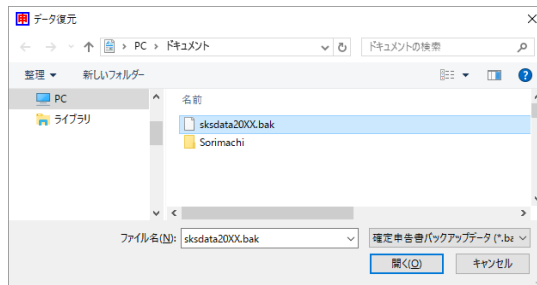 申 データ復元
PC › ドキュメント
ドキュメントの検索
整理 新しいフォルダー
PC
ライブラリ
名前
sksdata20XX.bak
Sorimachi
ファイル名(N): sksdata20XX.bak
確定申告書バックアップデータ (*.ba
開く(O) キャンセル